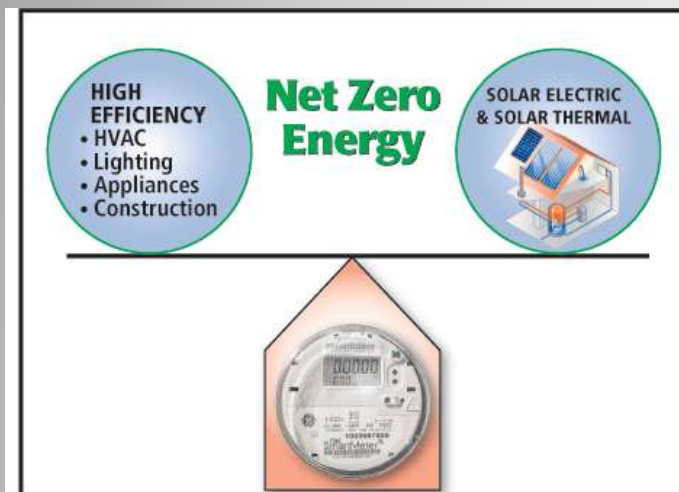 HIGH
EFFICIENCY
• HVAC
• Lighting
• Appliances
• Construction
Net Zero
Energy
SOLAR ELECTRIC
& SOLAR THERMAL
00000
SmartMeter